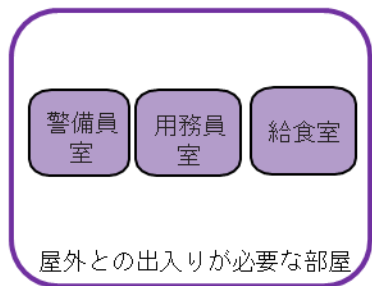 警備員
室
用務員
室
給食室
屋外との出入りが必要な部屋